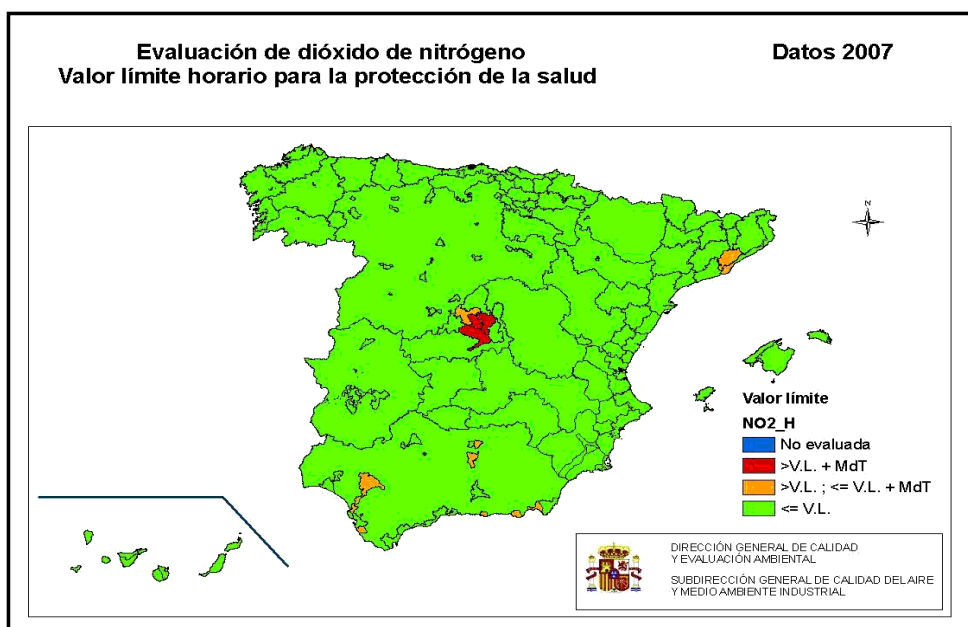 Evaluación de dióxido de nitrógeno
Valor límite horario para la protección de la salud
Datos 2007
N
Valor límite
NO2_H
No evaluada
>V.L. + MdT
>V.L. ; <= V.L. + MdT
<= V.L.
DIRECCIÓN GENERAL DE CALIDAD
Y EVALUACIÓN AMBIENTAL
SUBDIRECCIÓN GENERAL DE CALIDAD DEL AIRE
Y MEDIO AMBIENTE INDUSTRIAL